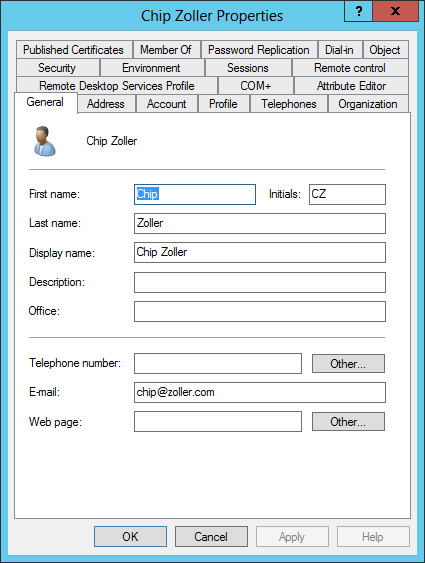 Chip Zoller Properties
?
x
Published Certificates Member Of Password Replication Dial-in Object
Security Environment Sessions Remote control
Remote Desktop Services Profile COM+ Attribute Editor
General Address Account Profile Telephones Organization
Chip Zoller
First name: Chip Initials: CZ
Last name: Zoller
Display name: Chip Zoller
Description:
Office:
Telephone number: Other...
E-mail: chip@zoller.com
Web page: Other...
OK Cancel Apply Help